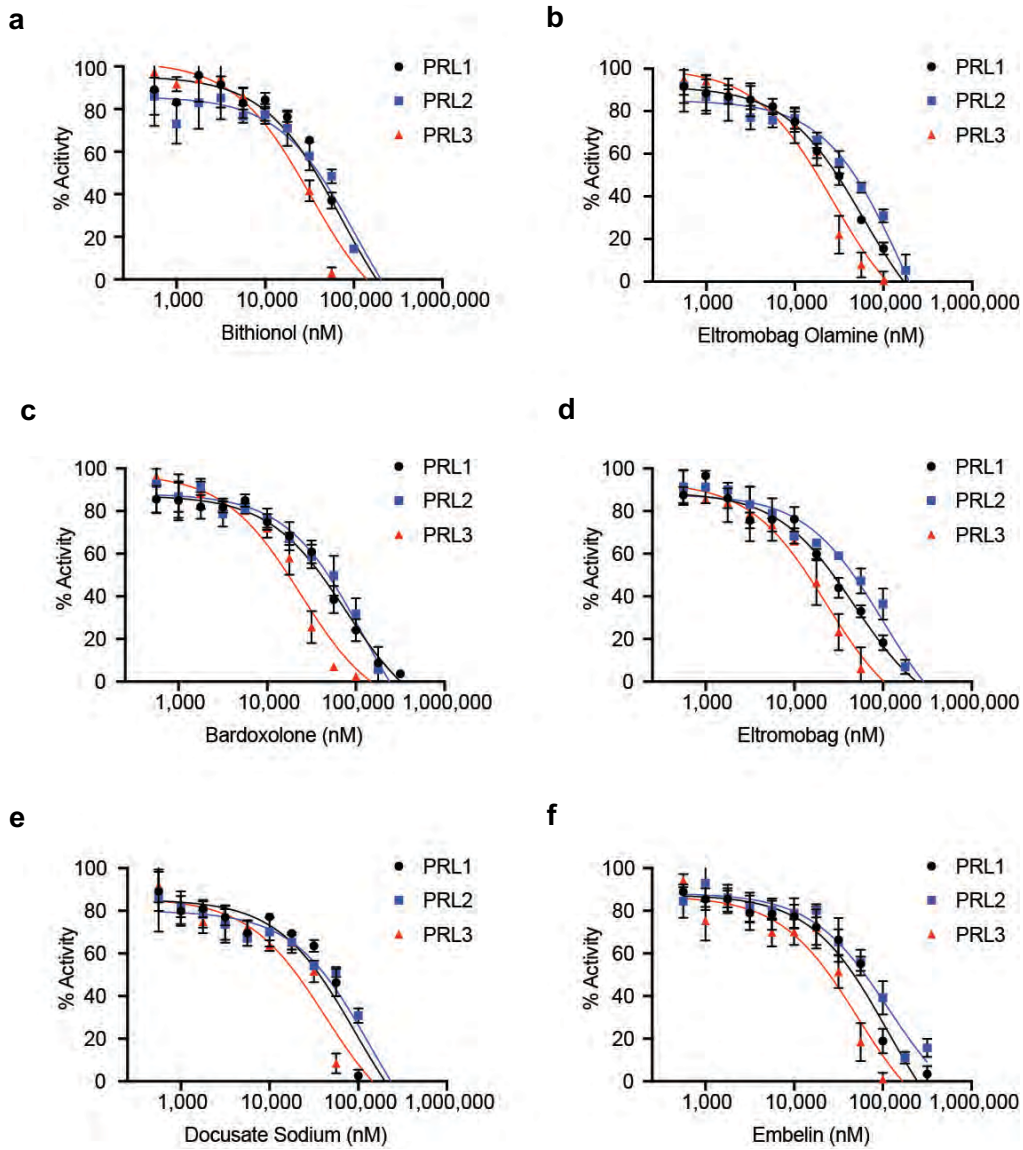 a
100
80
60
40
20
0
% Acitivty
1,000
10,000
100,000
1,000,000
Bithionol (nM)
PRL1
PRL2
PRL3
b
100
80
60
40
20
0
% Acitivty
1,000
10,000
100,000
1,000,000
Eltromobag Olamine (nM)
PRL1
PRL2
PRL3
c
100
80
60
40
20
0
% Activity
1,000
10,000
100,000
1,000,000
Bardoxolone (nM)
PRL1
PRL2
PRL3
d
100
80
60
40
20
0
% Activity
1,000
10,000
100,000
1,000,000
Eltromobag (nM)
PRL1
PRL2
PRL3
e
100
80
60
40
20
0
% Activity
1,000
10,000
100,000
1,000,000
Docusate Sodium (nM)
PRL1
PRL2
PRL3
f
100
80
60
40
20
0
% Activity
1,000
10,000
100,000
1,000,000
Embelin (nM)
PRL1
PRL2
PRL3